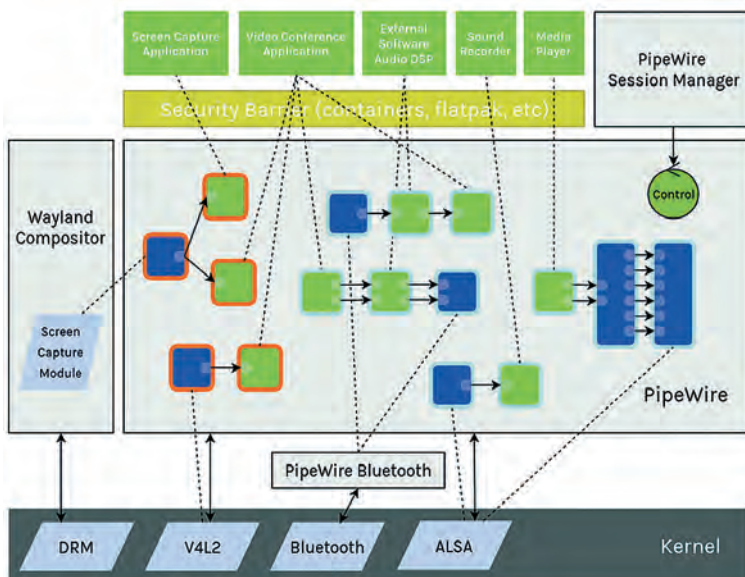 Screen Capture
Application
Video Conference
Application
External
Software
Audio DSP
Sound
Recorder
Media
Player
PipeWire
Session Manager
Security Barrier (containers, flatpak, etc)
Wayland
Compositor
Control
Screen
Capture
Module
PipeWire
PipeWire Bluetooth
DRM
V4L2
Bluetooth
ALSA
Kernel